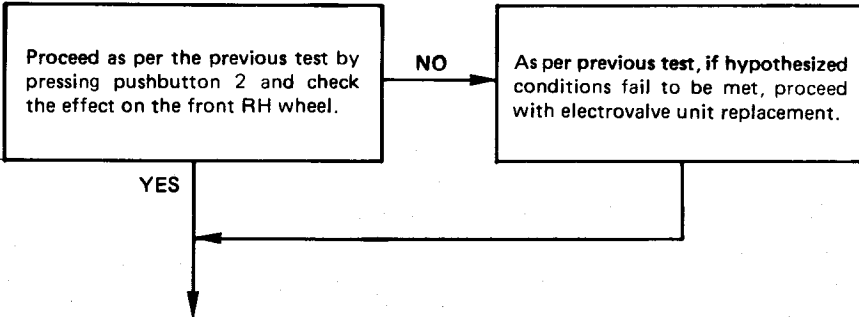 Proceed as per the previous test by
pressing pushbutton 2 and check
the effect on the front RH wheel.
NO
As per previous test, if hypothesized
conditions fail to be met, proceed
with electrovalve unit replacement.
YES